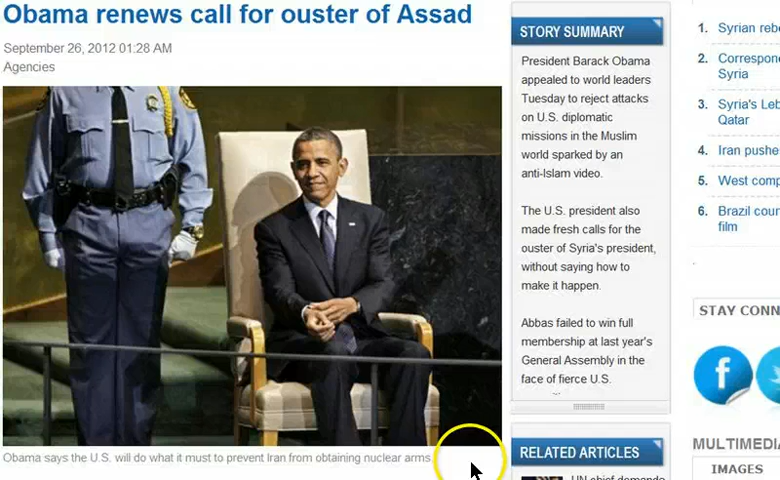 Obama renews call for ouster of Assad
September 26, 2012 01:28 AM
Agencies
Obama says the U.S. will do what it must to prevent Iran from obtaining nuclear arms.
STORY SUMMARY
President Barack Obama
appealed to world leaders
Tuesday to reject attacks
on U.S. diplomatic
missions in the Muslim
world sparked by an
anti-Islam video.
The U.S. president also
made fresh calls for the
ouster of Syria's president,
without saying how to
make it happen.
Abbas failed to win full
membership at last year's
General Assembly in the
face of fierce U.S.
RELATED ARTICLES
UN chief demands
1. Syrian rebe
2. Correspon
Syria
3. Syria's Leb
Qatar
4. Iran pushe
5. West comp
6. Brazil cour
film
STAY CONN
f
MULTIMEDIA
IMAGES